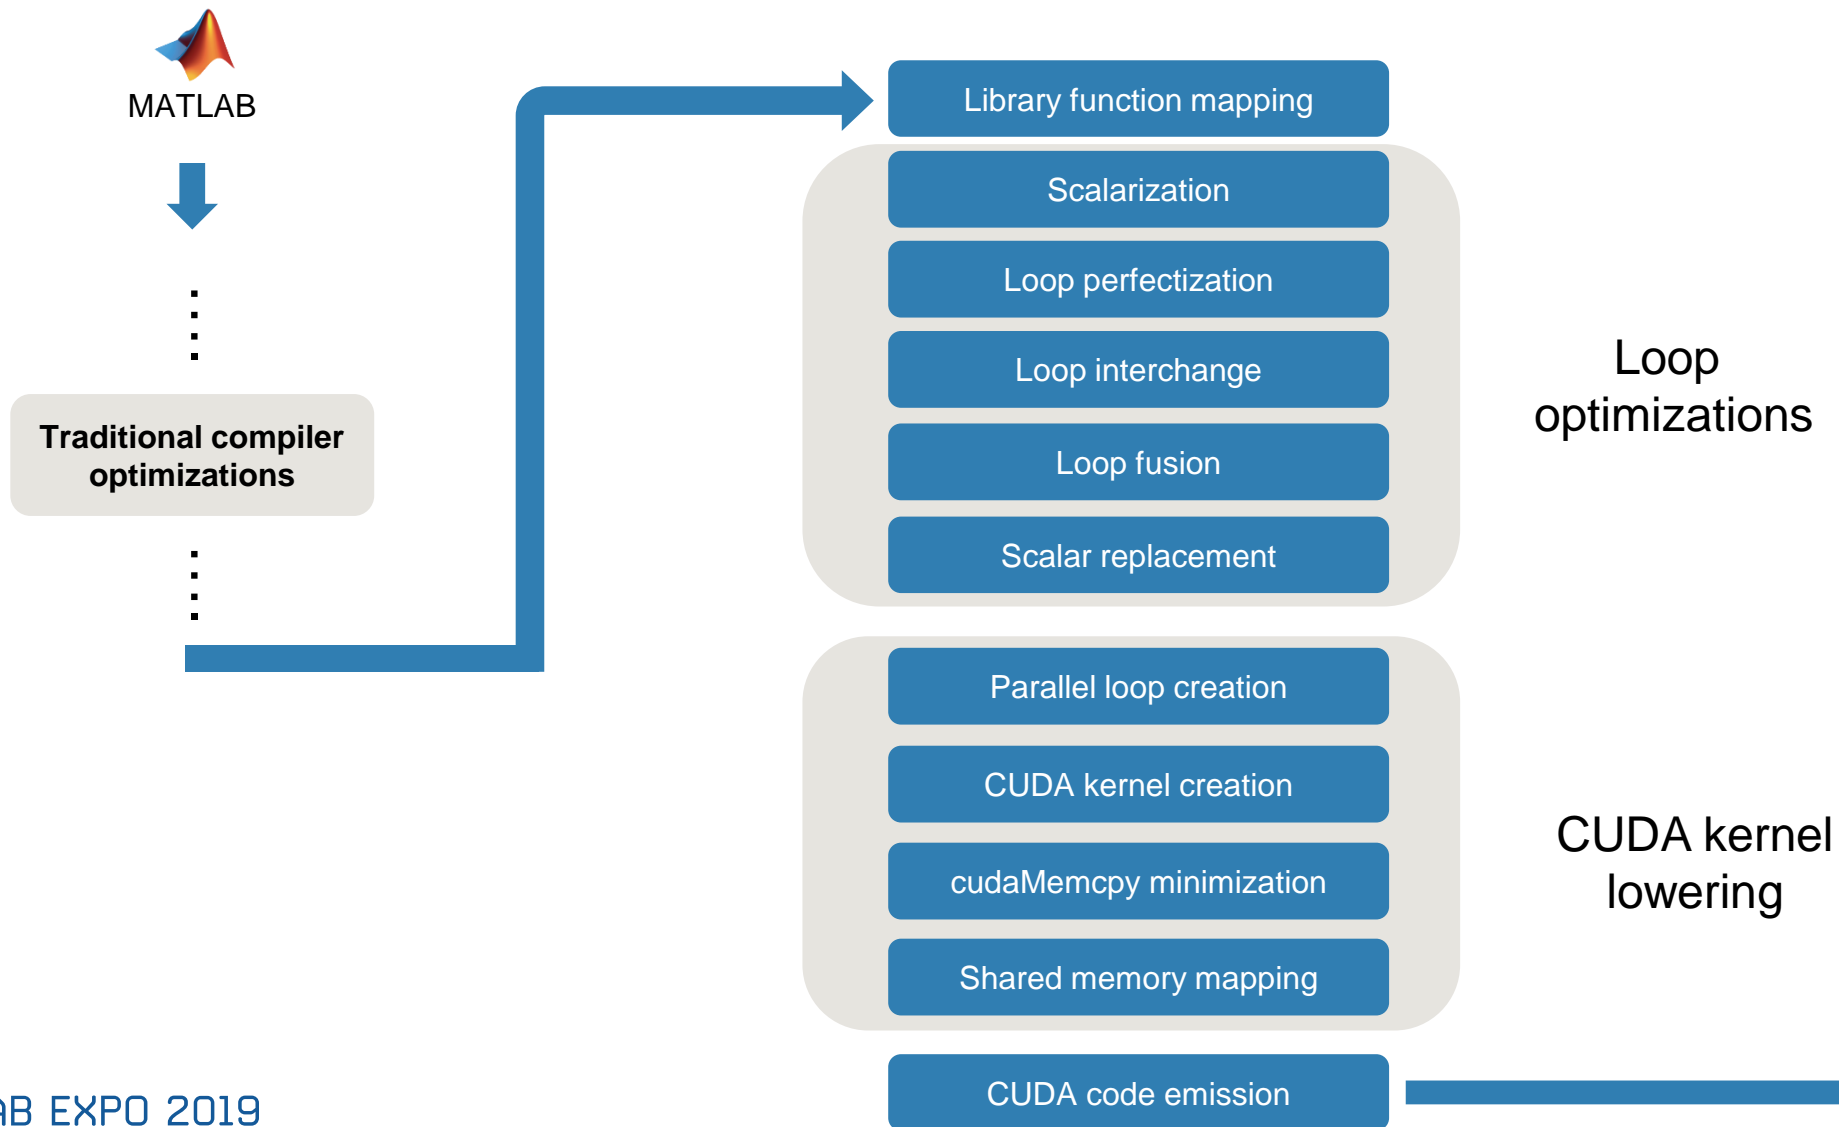 MATLAB
Traditional compiler
optimizations
Library function mapping
Scalarization
Loop perfectization
Loop interchange
Loop fusion
Scalar replacement
Loop
optimizations
Parallel loop creation
CUDA kernel creation
cudaMemcpy minimization
Shared memory mapping
CUDA kernel
lowering
CUDA code emission
AB EXPO 2019